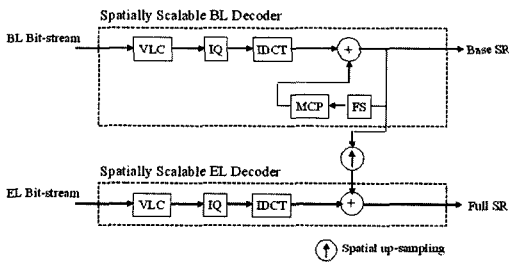 Spatially Scalable BL Decoder
BL Bit-stream
VLC
IQ
IDCT
+
Base SR
MCP
FS
Spatially Scalable EL Decoder
EL Bit-stream
VLC
IQ
IDCT
+
Full SR
Spatial up-sampling